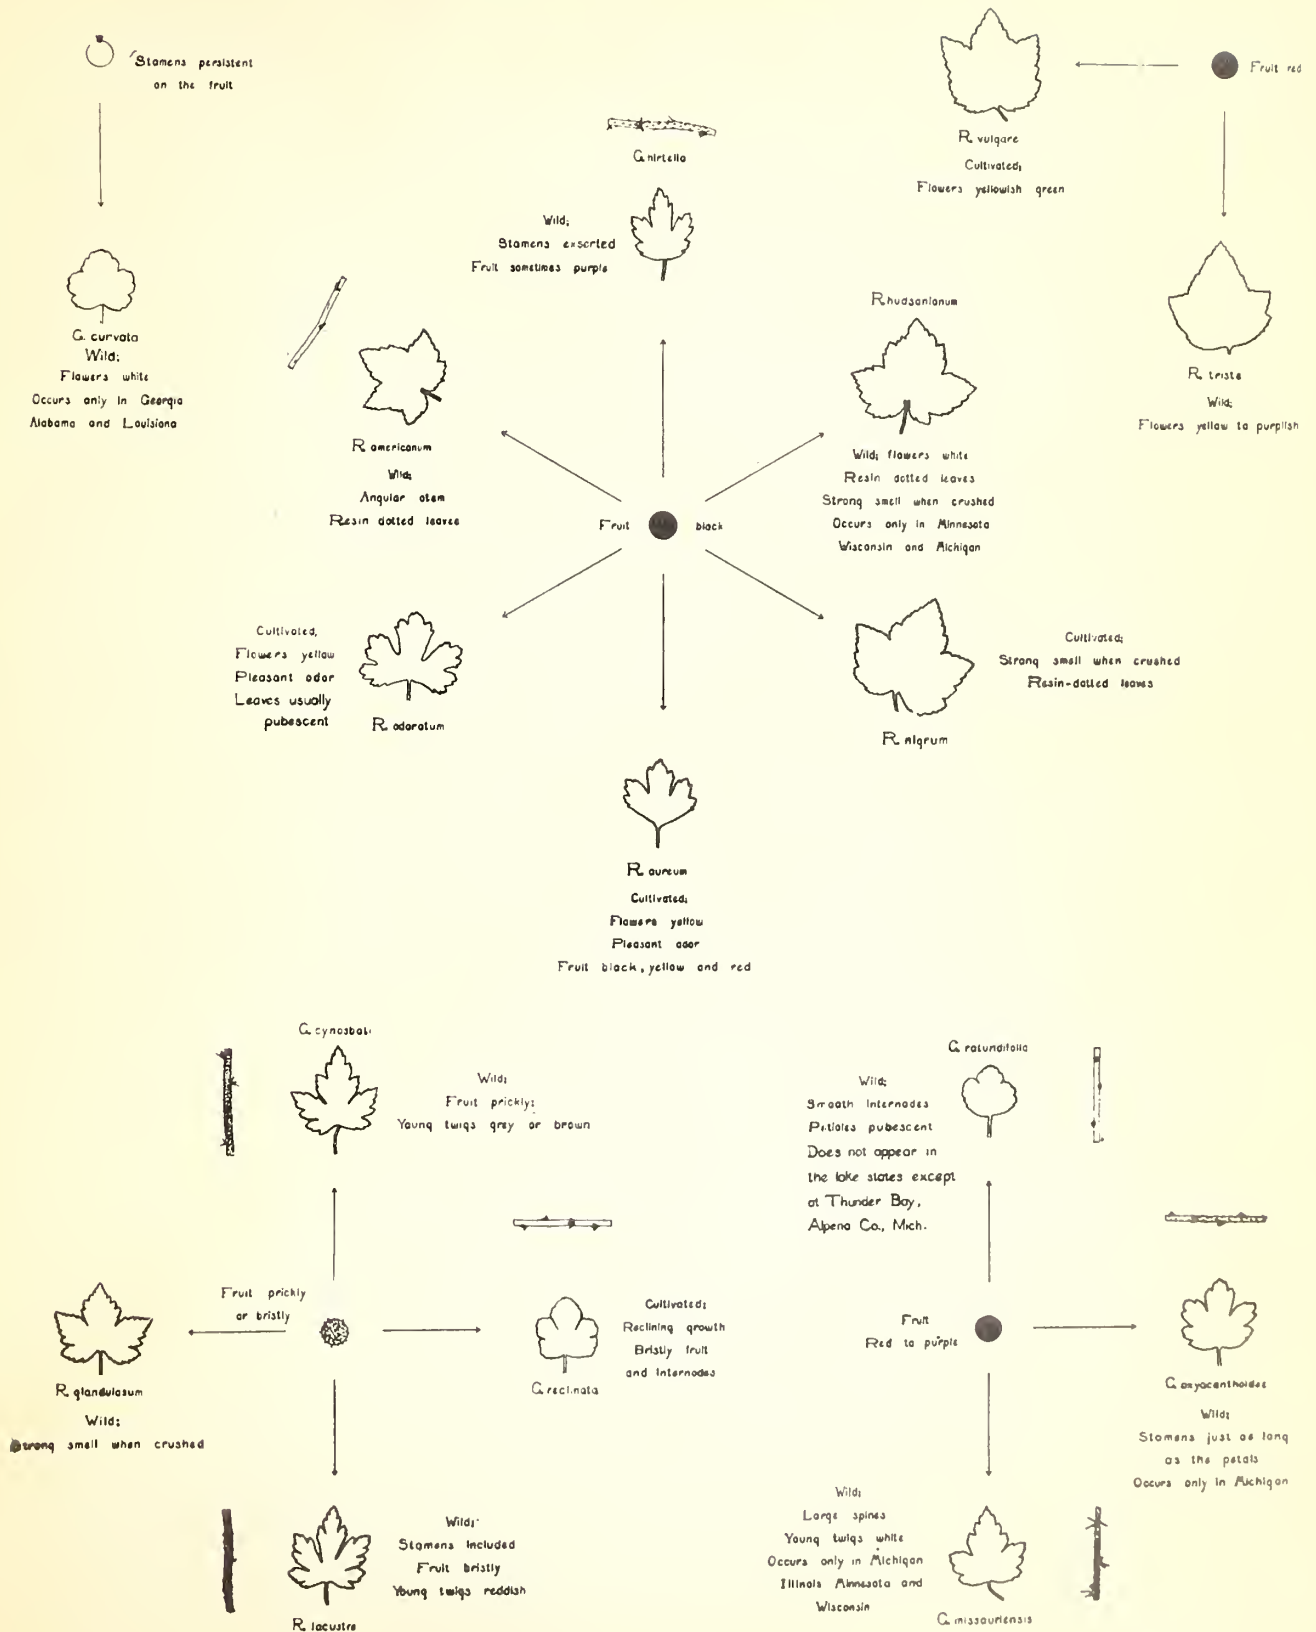 Stamens persistent
on the fruit
G. curvata
Wild;
Flowers white
Occurs only in Georgia
Alabama and Louisiana
Fruit red
R. vulgare
Cultivated;
Flowers yellowish green
R. triste
Wild;
Flowers yellow to purplish
G. hirtella
Wild;
Stamens exserted
Fruit sometimes purple
R. americanum
Wild;
Angular stem
Resin dotted leaves
R. hudsonianum
Wild; flowers white
Resin dotted leaves
Strong smell when crushed
Occurs only in Minnesota
Wisconsin and Michigan
Fruit black
Cultivated,
Flowers yellow
Pleasant odor
Leaves usually
pubescent
R. odoratum
Cultivated;
Strong smell when crushed
Resin-dotted leaves
R. nigrum
R. aureum
Cultivated;
Flowers yellow
Pleasant odor
Fruit black, yellow and red
G. cynosbati
Wild;
Fruit prickly;
Young twigs grey or brown
Fruit prickly
or bristly
R. glandulosum
Wild;
Strong smell when crushed
Cultivated;
Reclining growth
Bristly fruit
and internodes
G. reclinata
Wild;
Stamens included
Fruit bristly
Young twigs reddish
R. lacustre
G. rotundifolia
Wild;
Smooth internodes
Petioles pubescent
Does not appear in
the lake states except
at Thunder Bay,
Alpena Co., Mich.
Fruit
Red to purple
G. oxyacanthoides
Wild;
Stamens just as long
as the petals
Occurs only in Michigan
Wild;
Large spines
Young twigs white
Occurs only in Michigan
Illinois Minnesota and
Wisconsin
G. missouriensis